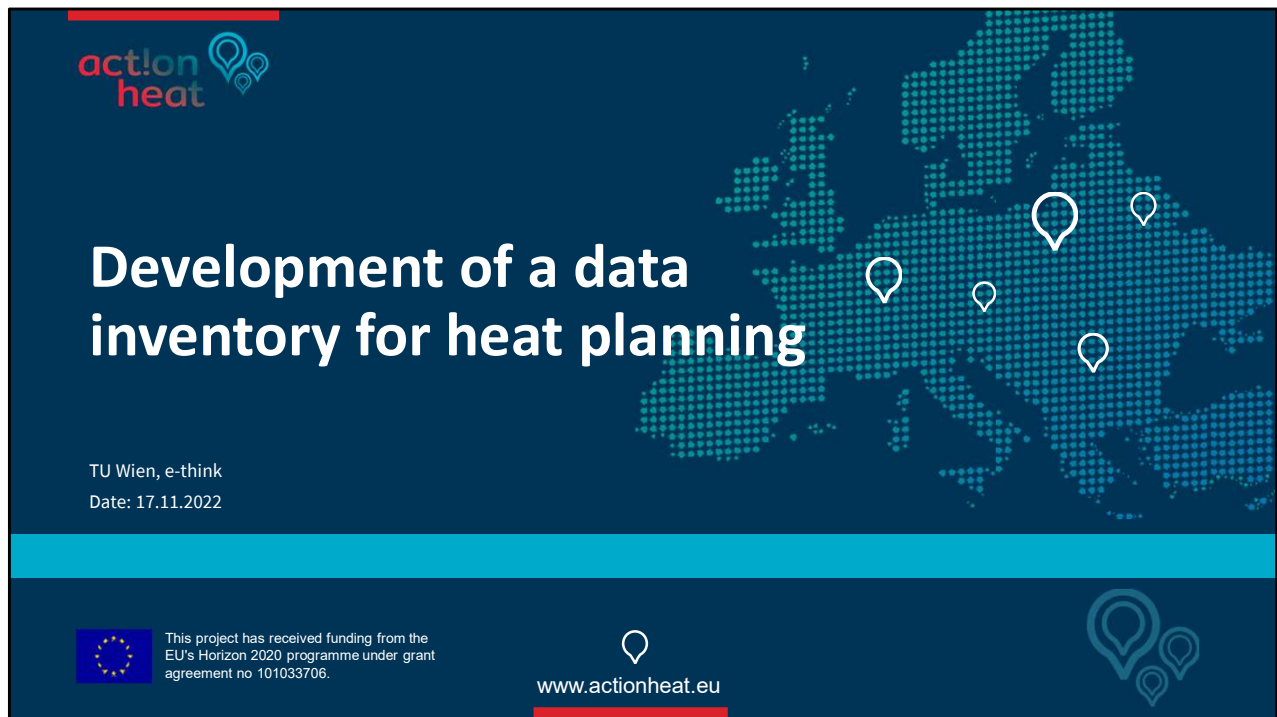 act!on
heat
Development of a data
inventory for heat planning
TU Wien, e-think
Date: 17.11.2022
This project has received funding from the
EU's Horizon 2020 programme under grant
agreement no 101033706.
www.actionheat.eu